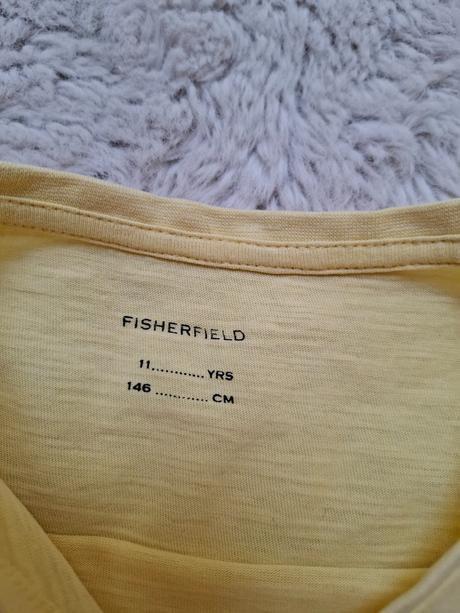 FISHERFIELD
11............ YRS
146 ............ CM